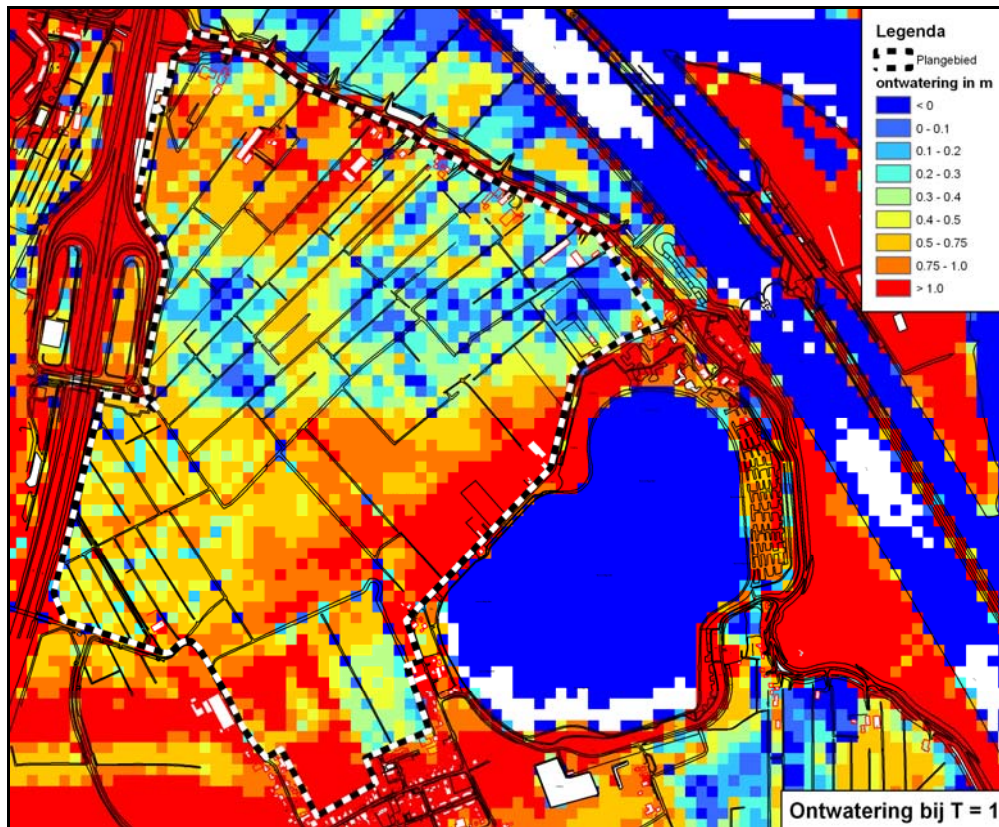 Legenda
Plangebied
ontwatering in m
< 0
0 - 0.1
0.1 - 0.2
0.2 - 0.3
0.3 - 0.4
0.4 - 0.5
0.5 - 0.75
0.75 - 1.0
> 1.0
Ontwatering bij T = 1